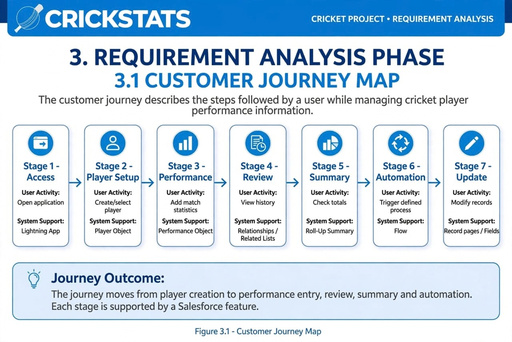 CRICKSTATS
CRICKET PROJECT • REQUIREMENT ANALYSIS
3. REQUIREMENT ANALYSIS PHASE
3.1 CUSTOMER JOURNEY MAP
The customer journey describes the steps followed by a user while managing cricket player
performance information.
Stage 1 -
Access
User Activity:
Open application
System Support:
Lightning App
Stage 2 -
Player Setup
User Activity:
Create/select
player
System Support:
Player Object
Stage 3 -
Performance
User Activity:
Add match
statistics
System Support:
Performance Object
Stage 4 -
Review
User Activity:
View history
System Support:
Relationships /
Related Lists
Stage 5 -
Summary
User Activity:
Check totals
System Support:
Roll-Up Summary
Stage 6 -
Automation
User Activity:
Trigger defined
process
System Support:
Flow
Stage 7 -
Update
User Activity:
Modify records
System Support:
Record pages / Fields
Journey Outcome:
The journey moves from player creation to performance entry, review, summary and automation.
Each stage is supported by a Salesforce feature.
Figure 3.1 - Customer Journey Map